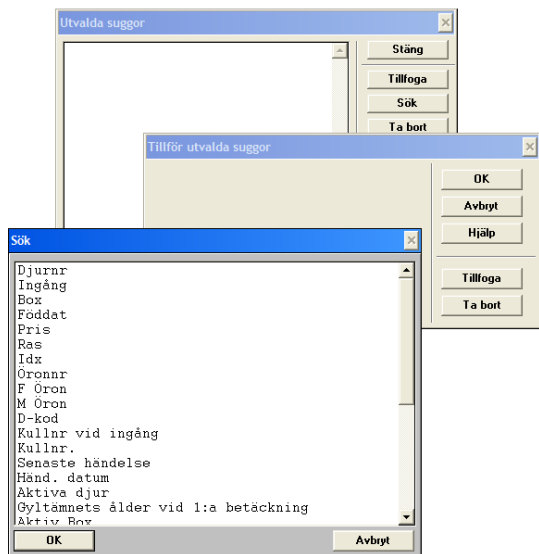 Utvalda suggor
Stäng
Tillfoga
Sök
Ta bort
Tillför utvalda suggor
OK
Avbryt
Hjälp
Tillfoga
Ta bort
Sök
Djurnr
Ingång
Box
Föddat
Pris
Ras
Idx
Öronnr
F Öron
M Öron
D-kod
Kullnr vid ingång
Kullnr.
Senaste händelse
Händ. datum
Aktiva djur
Gyltämnets ålder vid 1:a betäckning
Aktiv Box
OK
Avbryt